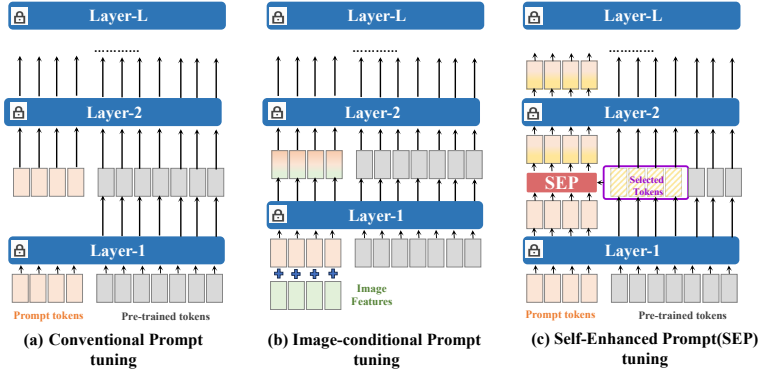 Layer-L
…………
Layer-2
Layer-1
Prompt tokens
Pre-trained tokens
(a) Conventional Prompt
tuning
Layer-L
…………
Layer-2
Layer-1
Image
Features
(b) Image-conditional Prompt
tuning
Layer-L
…………
Layer-2
SEP
Selected
Tokens
Layer-1
Prompt tokens
Pre-trained tokens
(c) Self-Enhanced Prompt(SEP)
tuning